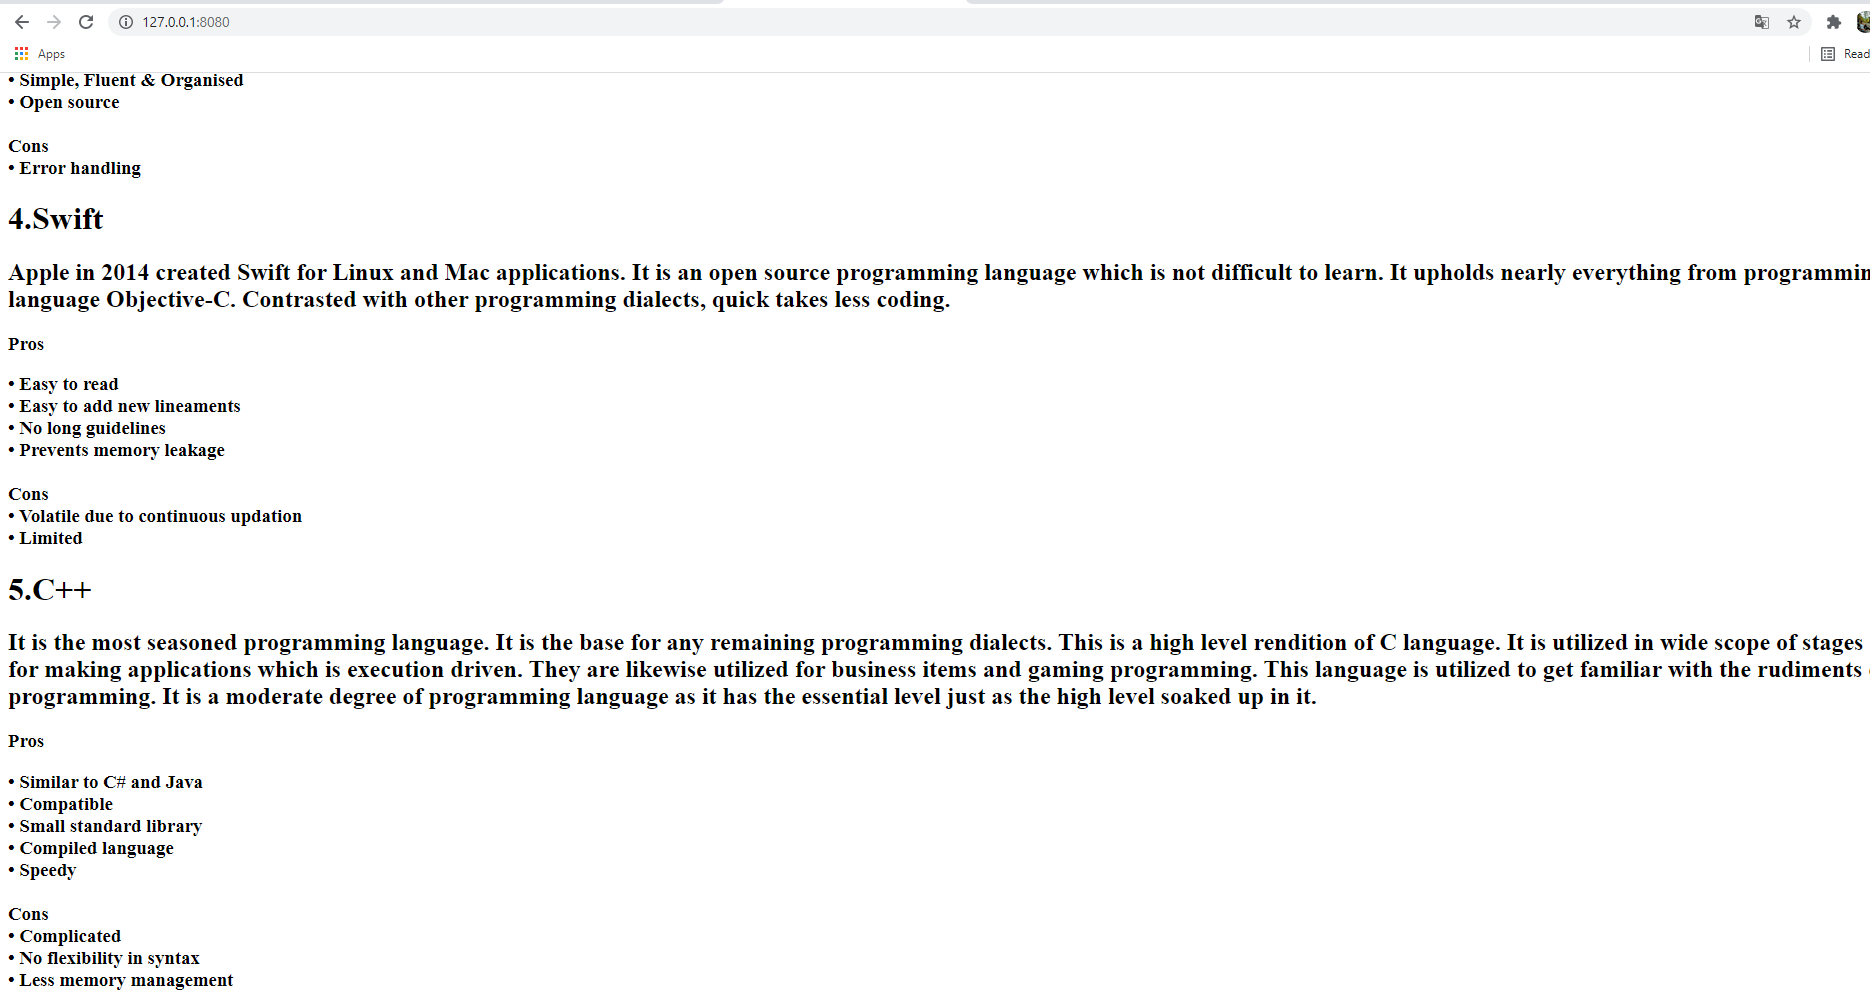 127.0.0.1:8080
Apps
Read
• Simple, Fluent & Organised
• Open source
Cons
• Error handling
4.Swift
Apple in 2014 created Swift for Linux and Mac applications. It is an open source programming language which is not difficult to learn. It upholds nearly everything from programmin
language Objective-C. Contrasted with other programming dialects, quick takes less coding.
Pros
• Easy to read
• Easy to add new lineaments
• No long guidelines
• Prevents memory leakage
Cons
• Volatile due to continuous updation
• Limited
5.C++
It is the most seasoned programming language. It is the base for any remaining programming dialects. This is a high level rendition of C language. It is utilized in wide scope of stages
for making applications which is execution driven. They are likewise utilized for business items and gaming programming. This language is utilized to get familiar with the rudiments
programming. It is a moderate degree of programming language as it has the essential level just as the high level soaked up in it.
Pros
• Similar to C# and Java
• Compatible
• Small standard library
• Compiled language
• Speedy
Cons
• Complicated
• No flexibility in syntax
• Less memory management